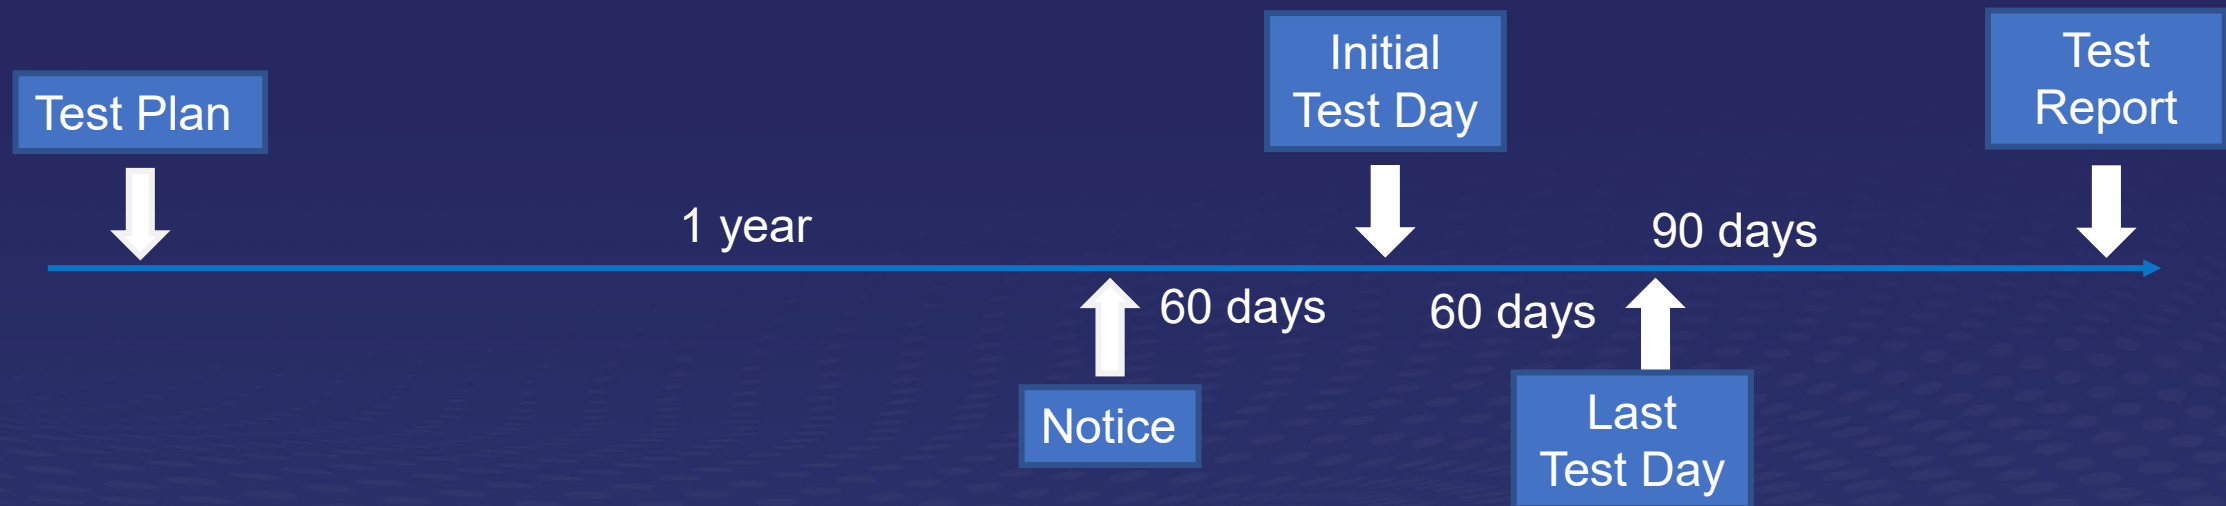 Test Plan
1 year
Notice
60 days
Initial
Test Day
60 days
Last
Test Day
90 days
Test
Report